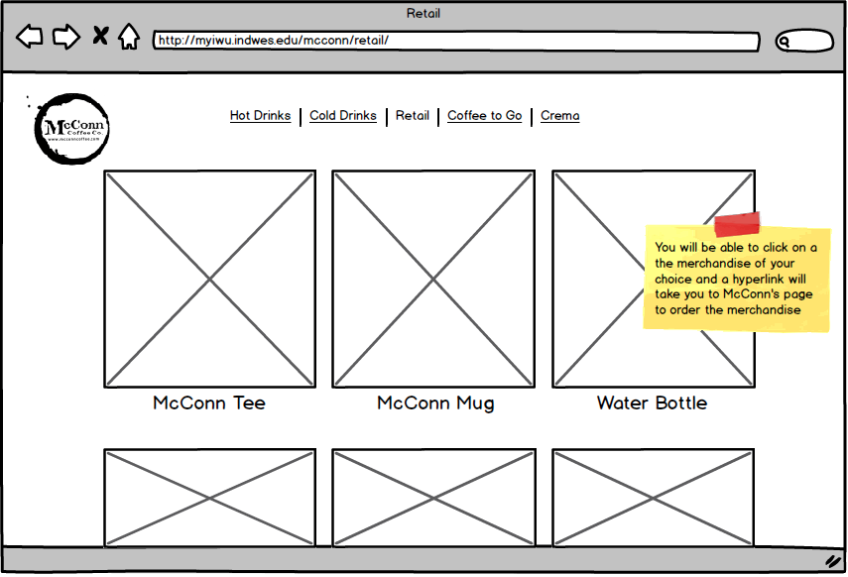 Retail
http://myiwu.indwes.edu/mcconn/retail/
McConn
Coffee Co.
www.mcconncoffee.com
Hot Drinks | Cold Drinks | Retail | Coffee to Go | Crema
You will be able to click on a
the merchandise of your
choice and a hyperlink will
take you to McConn's page
to order the merchandise
McConn Tee
McConn Mug
Water Bottle